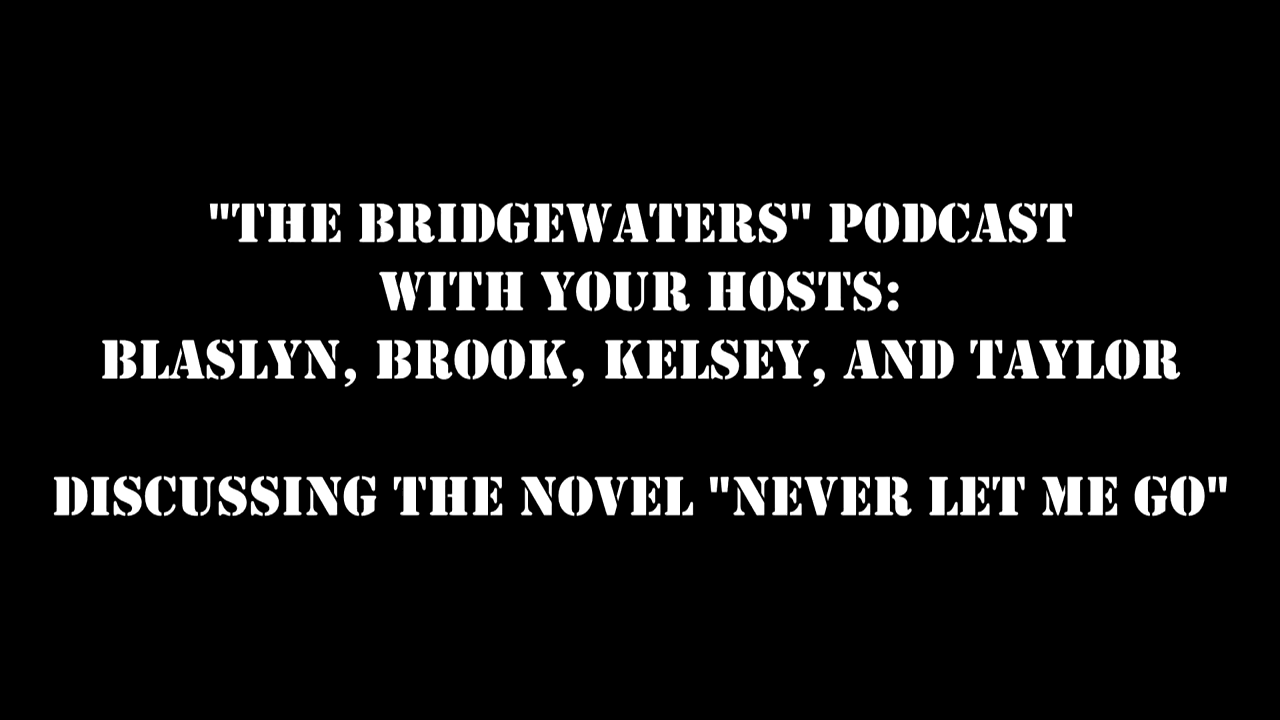 "THE BRIDGEWATERS" PODCAST
WITH YOUR HOSTS:
BLASLYN, BROOK, KELSEY, AND TAYLOR
DISCUSSING THE NOVEL "NEVER LET ME GO"